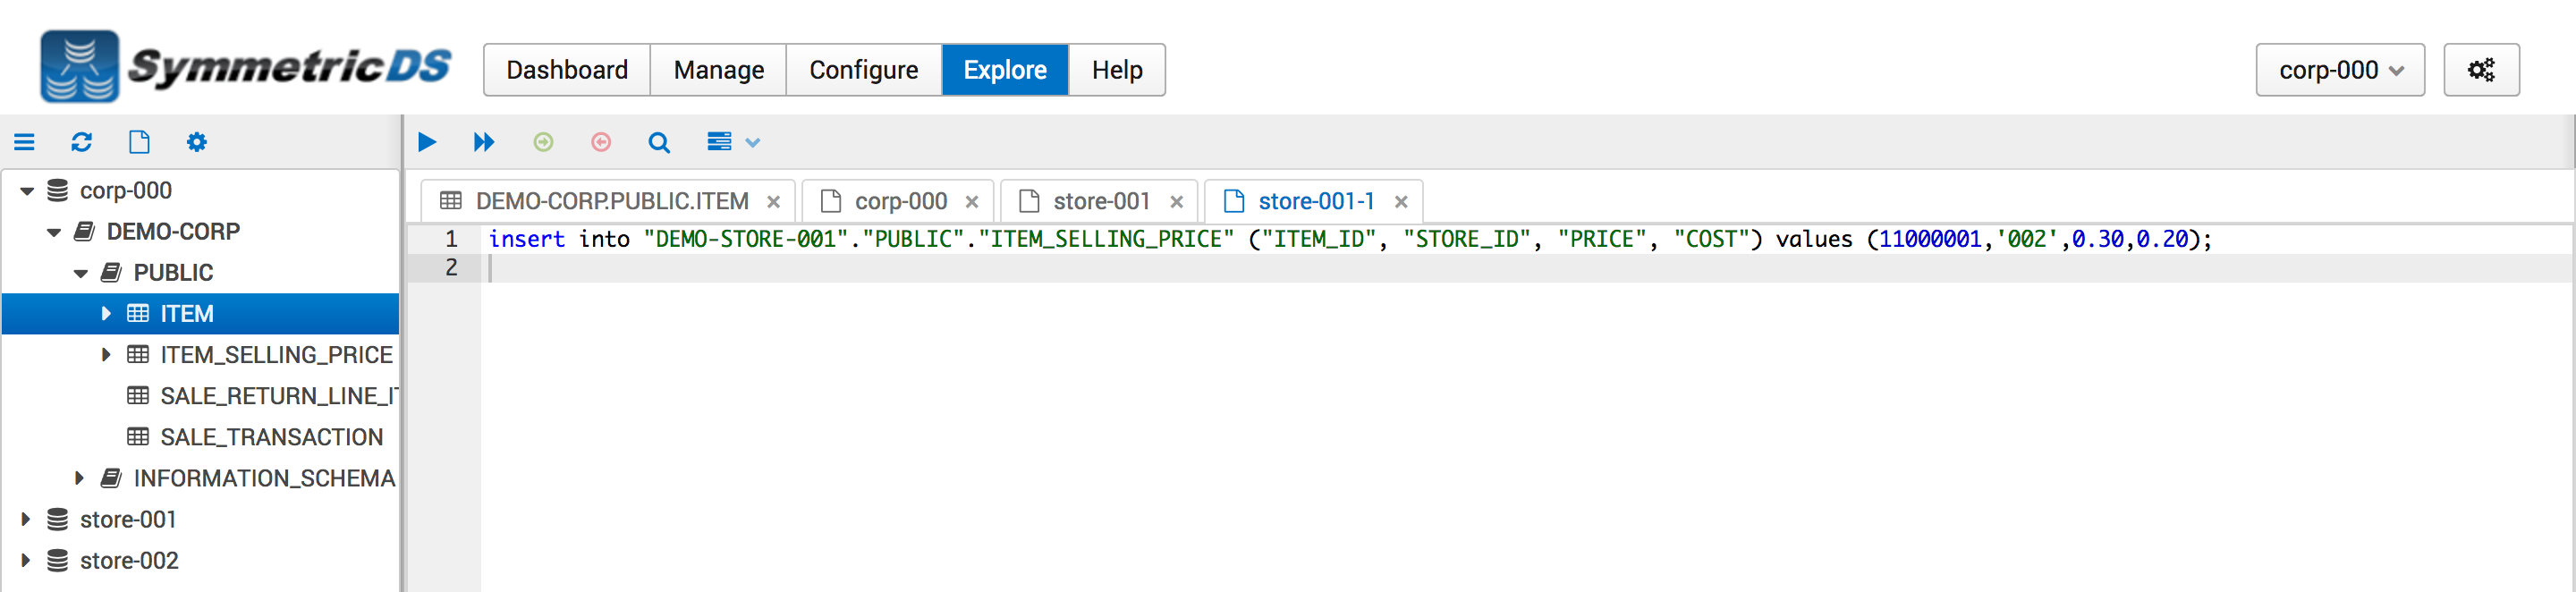 SymmetricDS Dashboard Manage Configure Explore Help corp-000
DEMO-CORP.PUBLIC.ITEM corp-000 store-001 store-001-1
corp-000
DEMO-CORP
PUBLIC
ITEM
ITEM_SELLING_PRICE
SALE_RETURN_LINE_I
SALE_TRANSACTION
INFORMATION_SCHEMA
store-001
store-002
1 insert into "DEMO-STORE-001"."PUBLIC"."ITEM_SELLING_PRICE" ("ITEM_ID", "STORE_ID", "PRICE", "COST") values (11000001,'002',0.30,0.20);
2